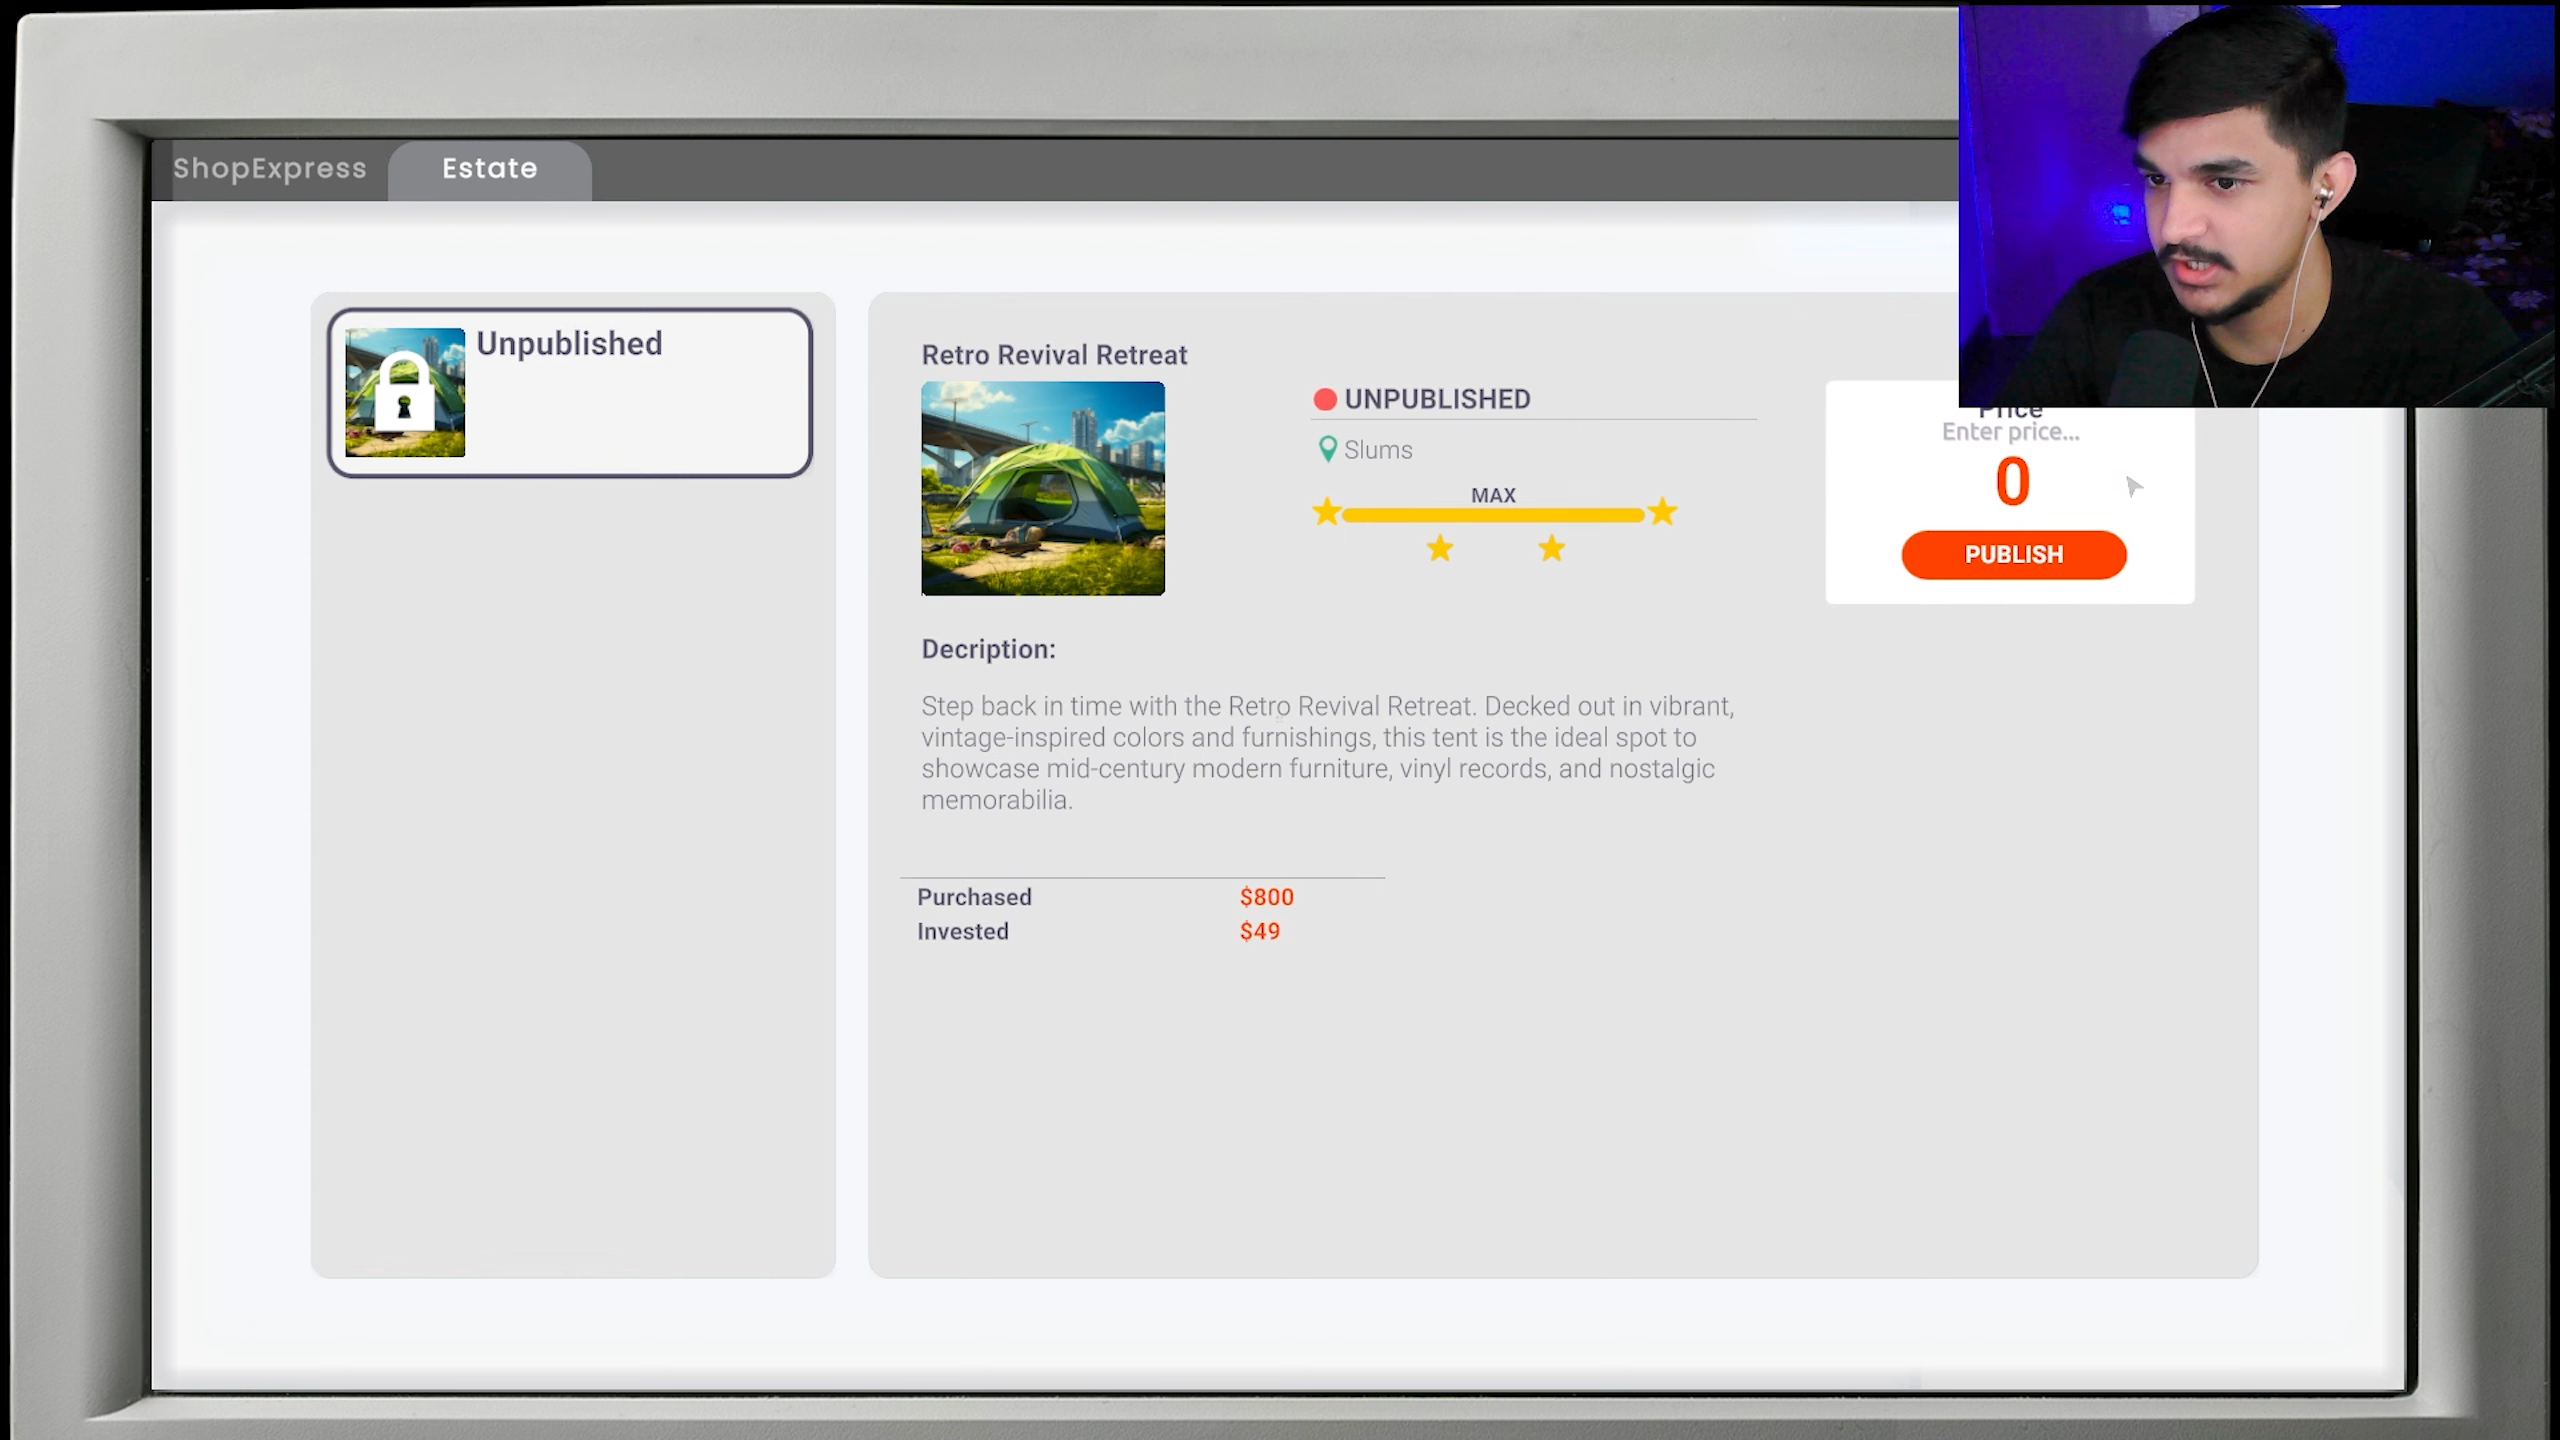 ShopExpress
Estate
Unpublished
Retro Revival Retreat
UNPUBLISHED
Slums
MAX
Price
Enter price...
0
PUBLISH
Decription:
Step back in time with the Retro Revival Retreat. Decked out in vibrant,
vintage-inspired colors and furnishings, this tent is the ideal spot to
showcase mid-century modern furniture, vinyl records, and nostalgic
memorabilia.
Purchased $800
Invested $49